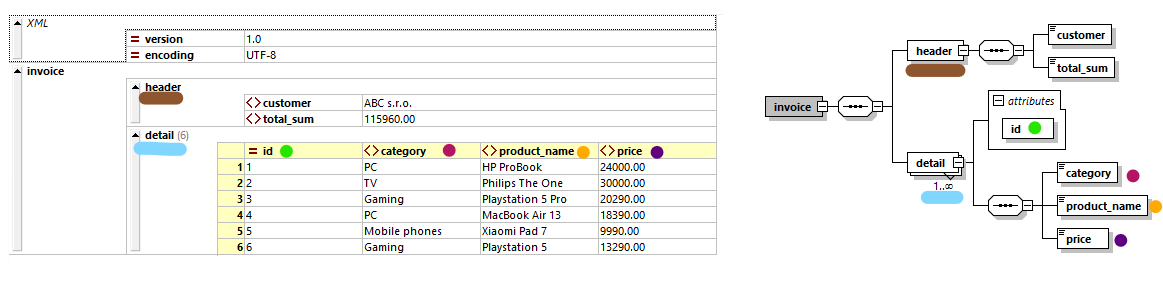 XML
version 1.0
encoding UTF-8
invoice
header
customer ABC s.r.o.
total_sum 115960.00
detail (6)
id category product_name price
1 1 PC HP ProBook 24000.00
2 2 TV Philips The One 30000.00
3 3 Gaming Playstation 5 Pro 20290.00
4 4 PC MacBook Air 13 18390.00
5 5 Mobile phones Xiaomi Pad 7 9990.00
6 6 Gaming Playstation 5 13290.00
invoice
header
customer
total_sum
attributes
id
detail
1..∞
category
product_name
price